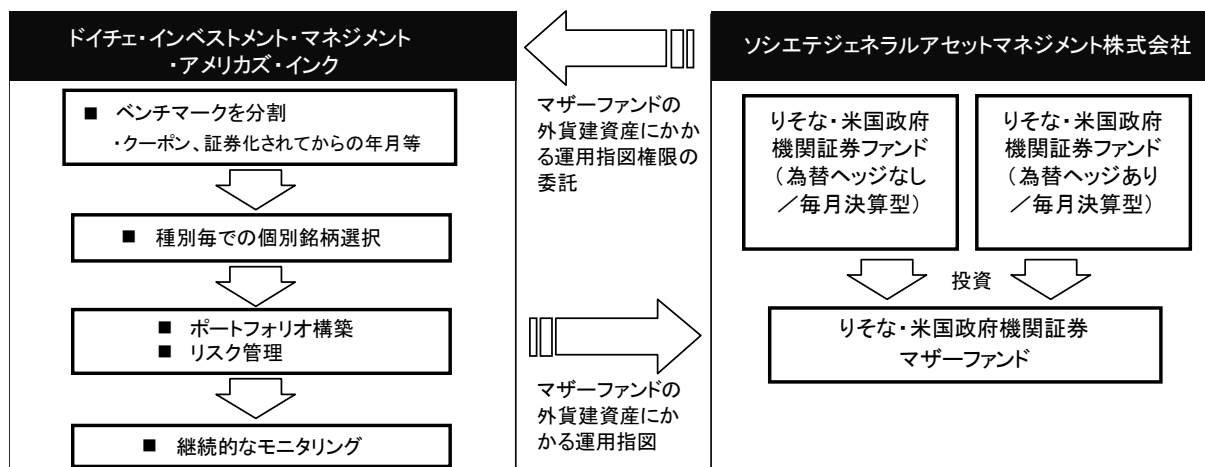 ドイチェ・インベストメント・マネジメント
・アメリカズ・インク
■ ベンチマークを分割
・クーポン、証券化されてからの年月等
■ 種別毎での個別銘柄選択
■ ポートフォリオ構築
■ リスク管理
■ 継続的なモニタリング
マザーファンドの
外貨建資産にかか
る運用指図権限の
委託
マザーファンドの
外貨建資産にか
かる運用指図
ソシエテジェネラルアセットマネジメント株式会社
りそな・米国政府
機関証券ファンド
（為替ヘッジなし
／毎月決算型）
りそな・米国政府
機関証券ファンド
（為替ヘッジあり
／毎月決算型）
投資
りそな・米国政府機関証券
マザーファンド